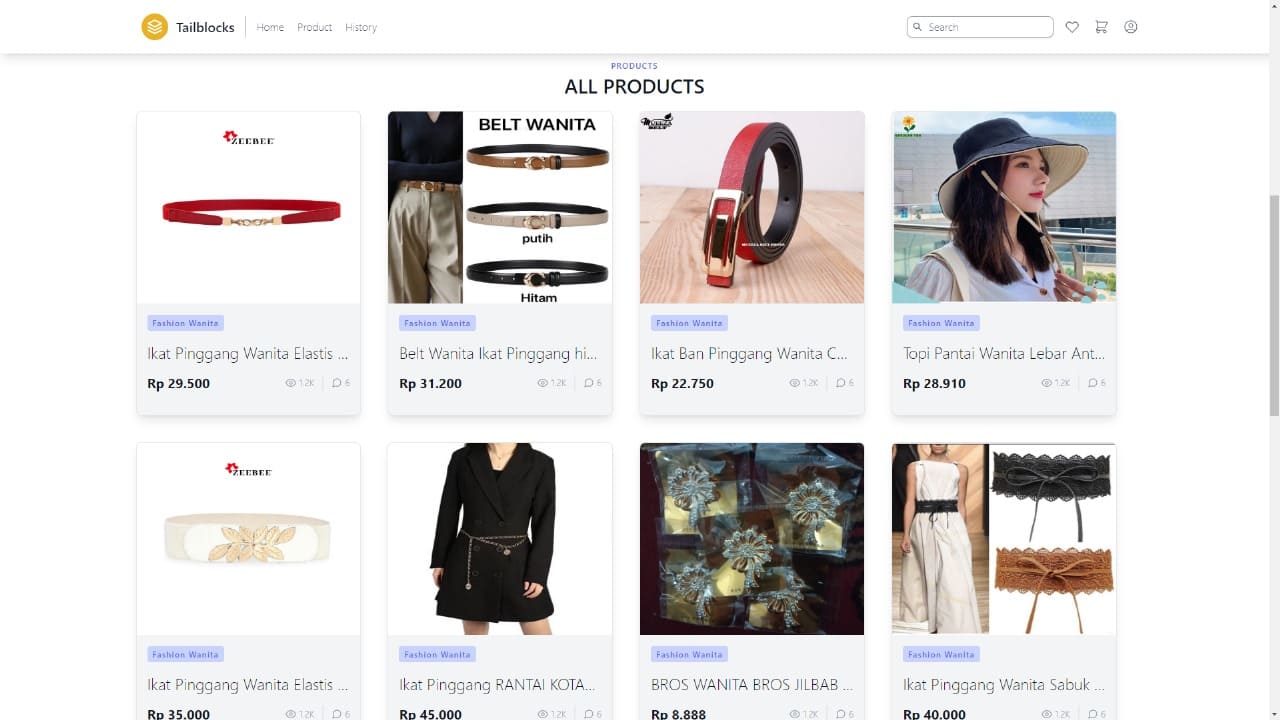 Tailblocks
Home
Product
History
Search
PRODUCTS
ALL PRODUCTS
ZEEBEE
BELT WANITA
putih
Hitam
Fashion Wanita
Fashion Wanita
Fashion Wanita
Fashion Wanita
Ikat Pinggang Wanita Elastis ...
Belt Wanita Ikat Pinggang hi...
Ikat Ban Pinggang Wanita C...
Topi Pantai Wanita Lebar Ant...
Rp 29.500
1.2K
6
Rp 31.200
1.2K
6
Rp 22.750
1.2K
6
Rp 28.910
1.2K
6
ZEEBEE
Fashion Wanita
Fashion Wanita
Fashion Wanita
Fashion Wanita
Ikat Pinggang Wanita Elastis ...
Ikat Pinggang RANTAI KOTA...
BROS WANITA BROS JILBAB ...
Ikat Pinggang Wanita Sabuk ...
Rp 35.000
1.2K
6
Rp 45.000
1.2K
6
Rp 8.888
1.2K
6
Rp 40.000
1.2K
6